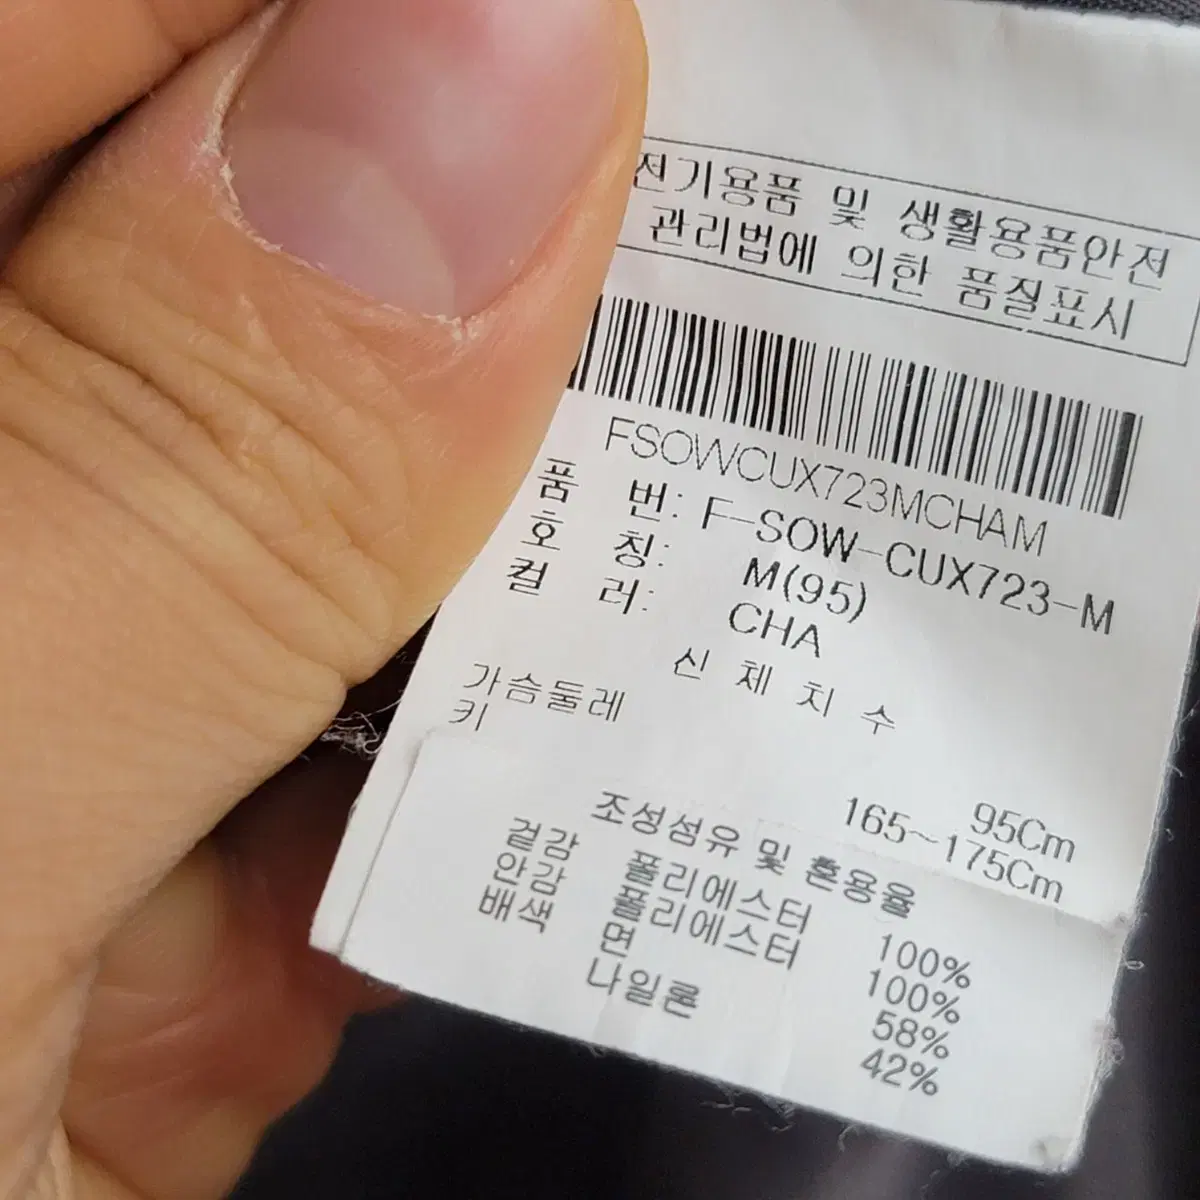 전기용품 및 생활용품안전
관리법에 의한 품질표시
FSOWCUX723MCHAM
품 번: F-SOW-CUX723-M
호 칭: M(95)
컬 러: CHA
신 체 치 수
가슴둘레 95Cm
키 165~175Cm
조성섬유 및 혼용율
겉감 폴리에스터 100%
안감 폴리에스터 100%
배색 면 58%
나일론 42%